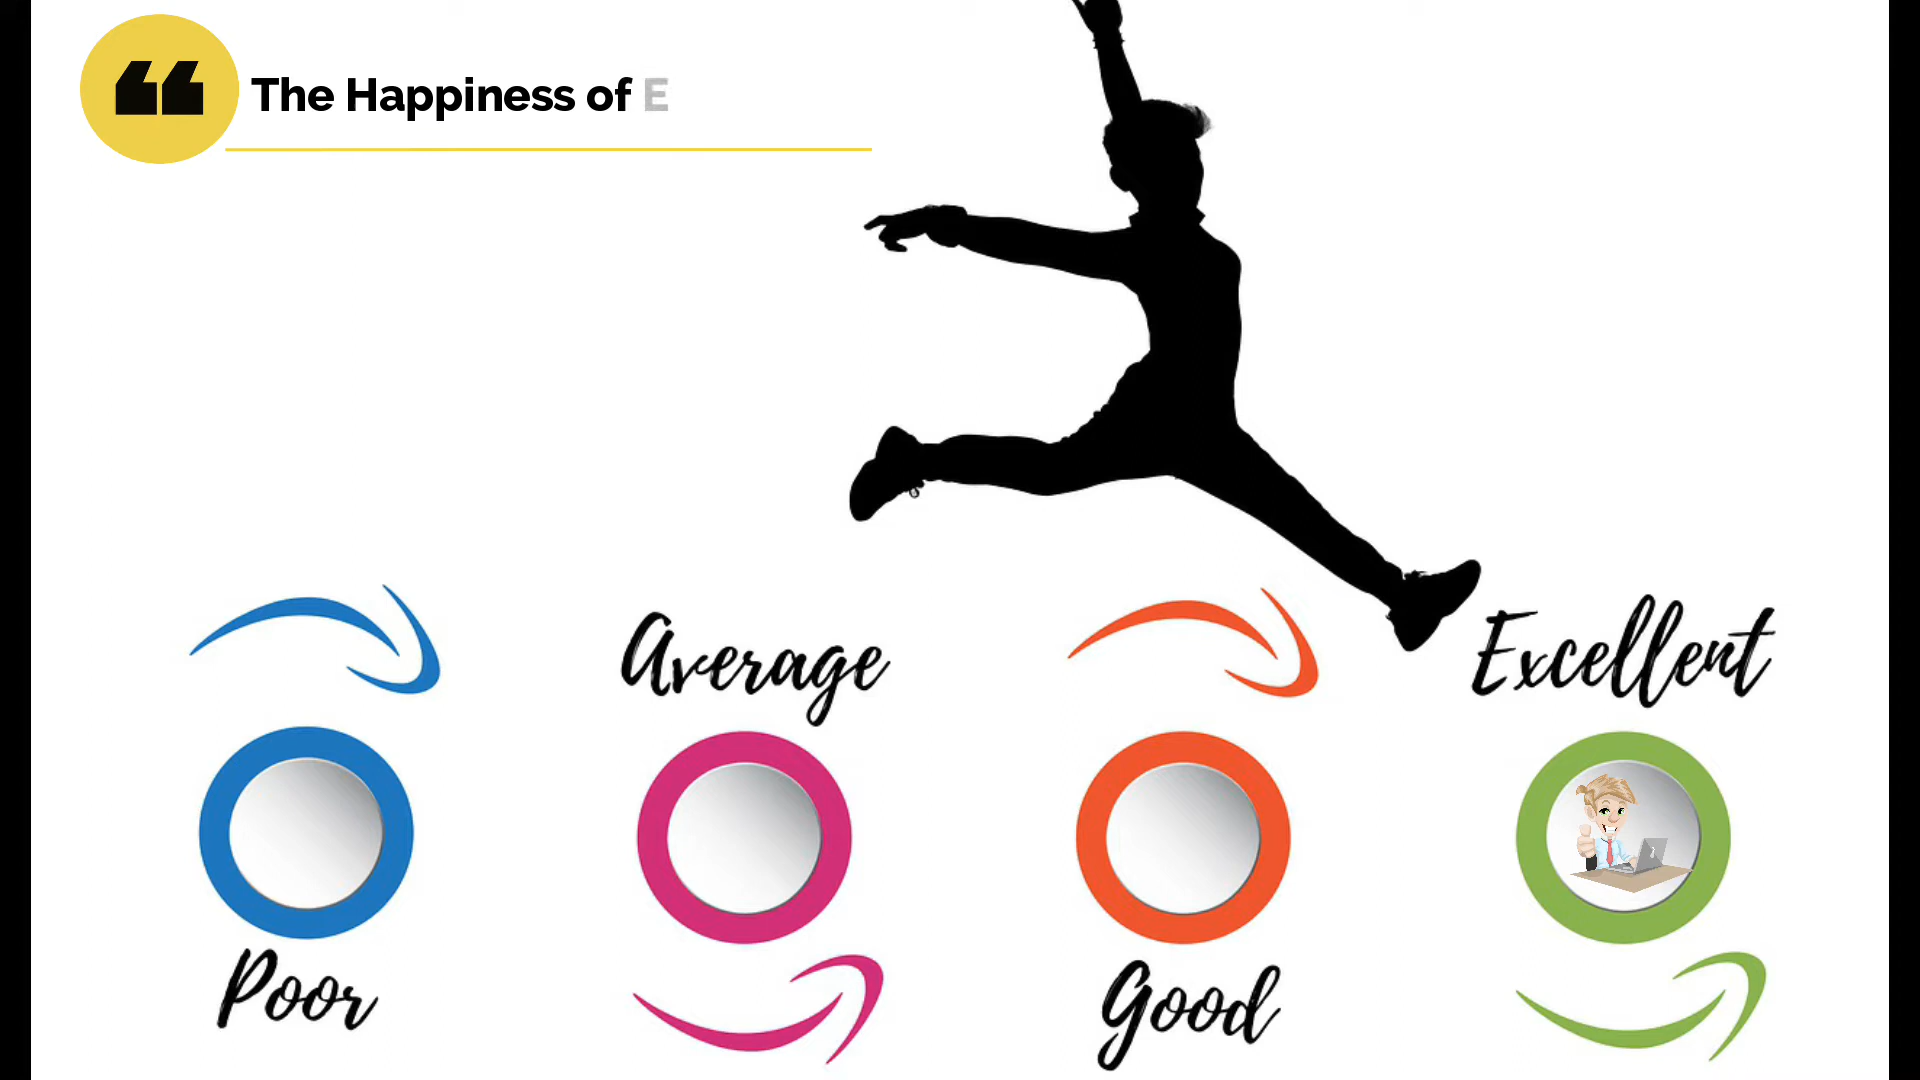 ❝ The Happiness of E
Average
Excellent
Poor
Good